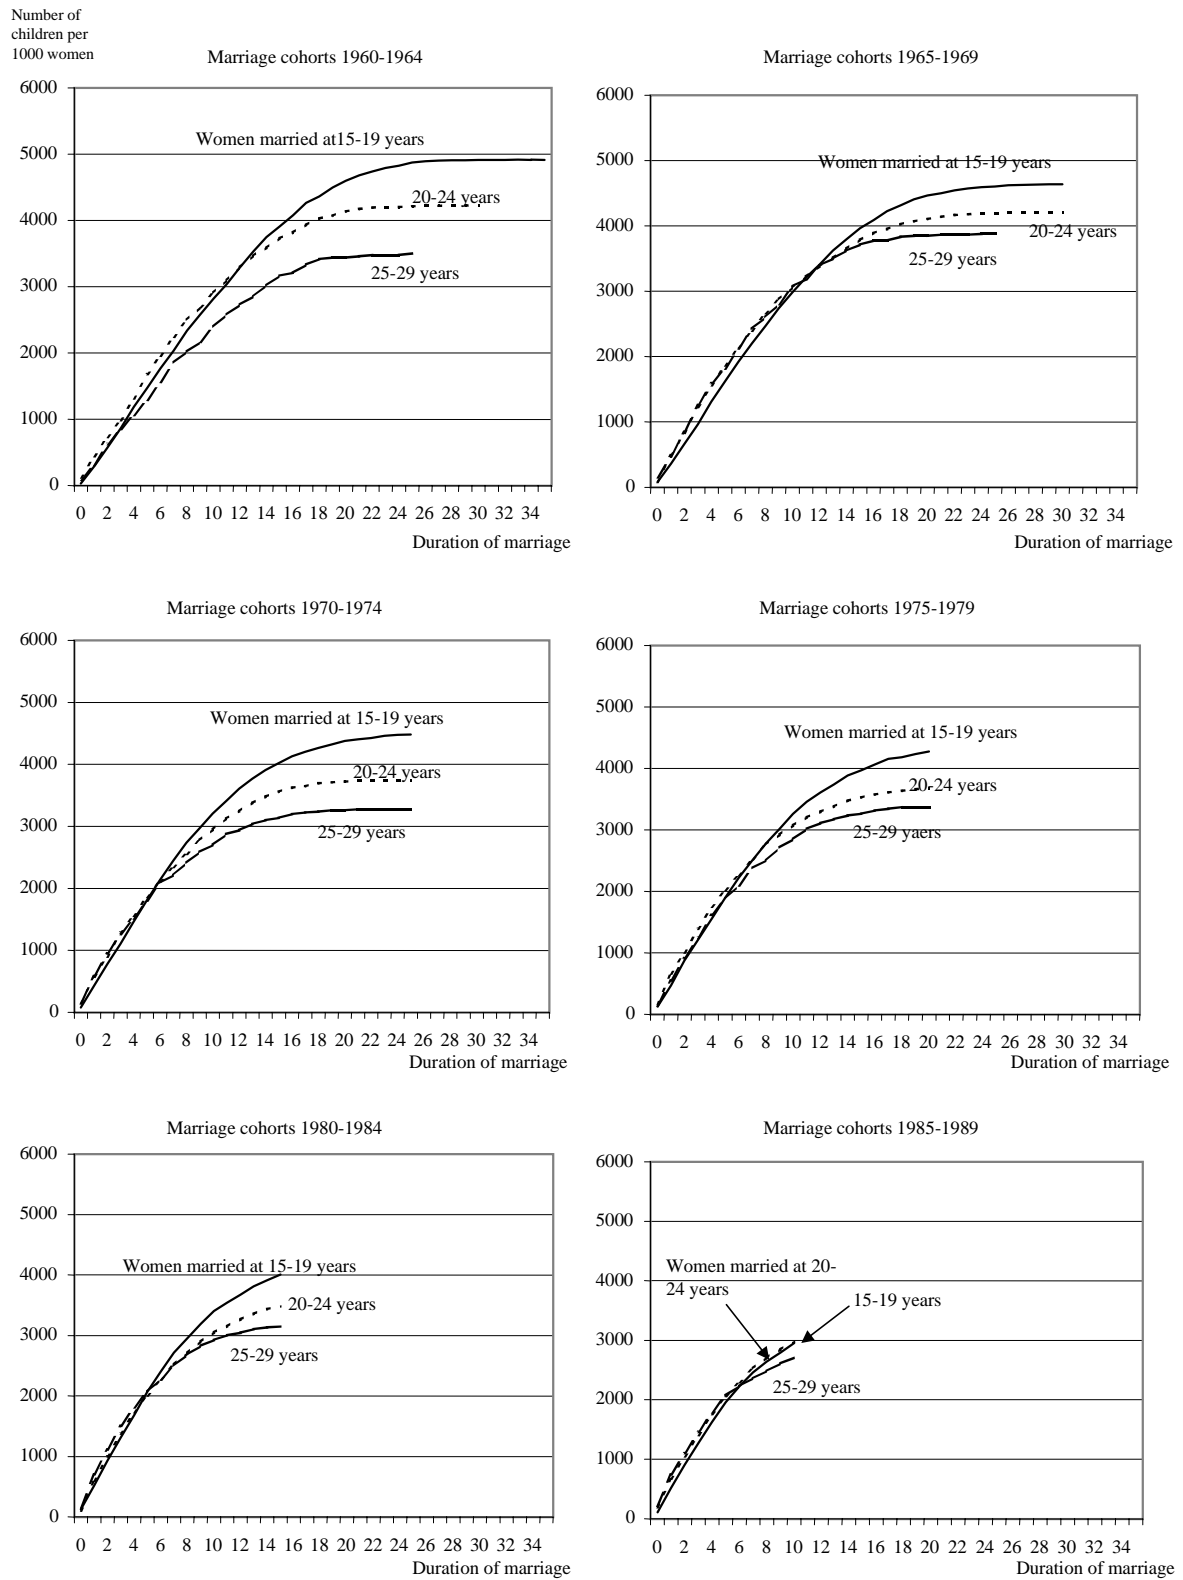 Number of
children per
1000 women
Marriage cohorts 1960-1964
6000
5000
4000
3000
2000
1000
0
Women married at15-19 years
20-24 years
25-29 years
0 2 4 6 8 10 12 14 16 18 20 22 24 26 28 30 32 34
Duration of marriage
Marriage cohorts 1965-1969
6000
5000
4000
3000
2000
1000
0
Women married at 15-19years
20-24 years
25-29 years
0 2 4 6 8 10 12 14 16 18 20 22 24 26 28 30 32 34
Duration of marriage
Marriage cohorts 1970-1974
6000
5000
4000
3000
2000
1000
0
Women married at 15-19 years
20-24 years
25-29 years
0 2 4 6 8 10 12 14 16 18 20 22 24 26 28 30 32 34
Duration of marriage
Marriage cohorts 1975-1979
6000
5000
4000
3000
2000
1000
0
Women married at 15-19 years
20-24 years
25-29 yaers
0 2 4 6 8 10 12 14 16 18 20 22 24 26 28 30 32 34
Duration of marriage
Marriage cohorts 1980-1984
6000
5000
4000
3000
2000
1000
0
Women married at 15-19 years
20-24 years
25-29 years
0 2 4 6 8 10 12 14 16 18 20 22 24 26 28 30 32 34
Duration of marriage
Marriage cohorts 1985-1989
6000
5000
4000
3000
2000
1000
0
Women married at 20-
24 years
15-19 years
25-29 years
0 2 4 6 8 10 12 14 16 18 20 22 24 26 28 30 32 34
Duration of marriage